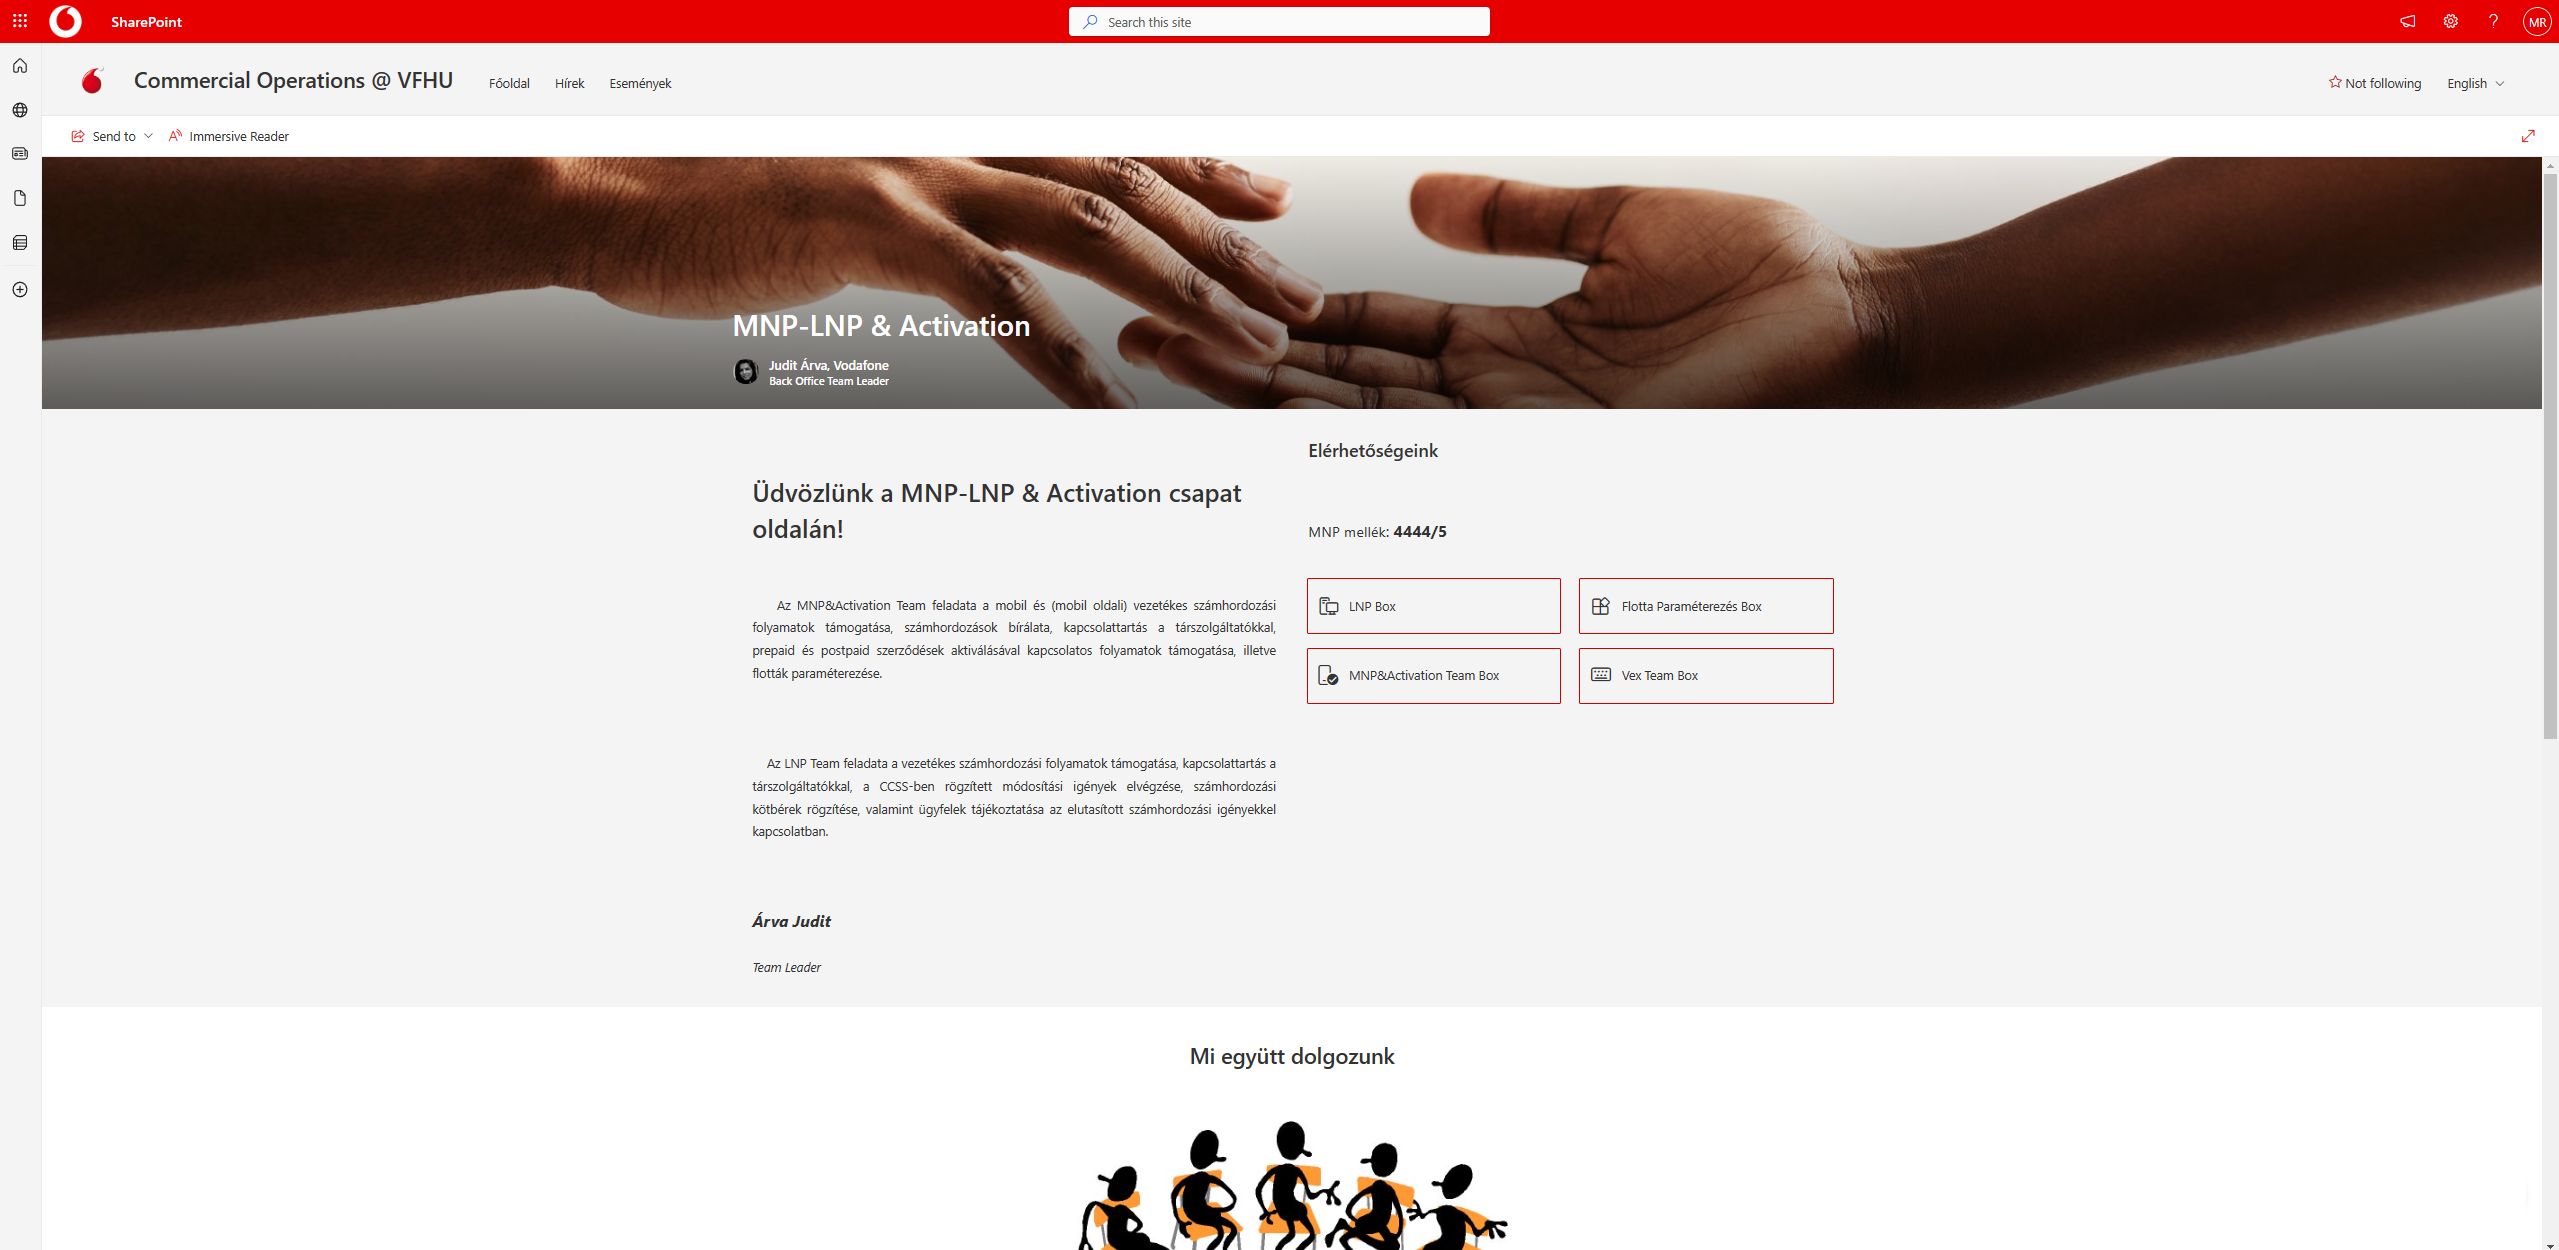 SharePoint
Search this site
MR
Commercial Operations @ VFHU
Főoldal
Hírek
Események
Not following
English
Send to
Immersive Reader
MNP-LNP & Activation
Judit Árva, Vodafone
Back Office Team Leader
Üdvözlünk a MNP-LNP & Activation csapat
oldalán!
Az MNP&Activation Team feladata a mobil és (mobil oldali) vezetékes számhordozási
folyamatok támogatása, számhordozások bírálata, kapcsolattartás a társzolgáltatókkal,
prepaid és postpaid szerződések aktiválásával kapcsolatos folyamatok támogatása, illetve
flották paraméterezése.
Az LNP Team feladata a vezetékes számhordozási folyamatok támogatása, kapcsolattartás a
társzolgáltatókkal, a CCSS-ben rögzített módosítási igények elvégzése, számhordozási
kötbérek rögzítése, valamint ügyfelek tájékoztatása az elutasított számhordozási igényekkel
kapcsolatban.
Árva Judit
Team Leader
Elérhetőségeink
MNP mellék: 4444/5
LNP Box
Flotta Paraméterezés Box
MNP&Activation Team Box
Vex Team Box
Mi együtt dolgozunk